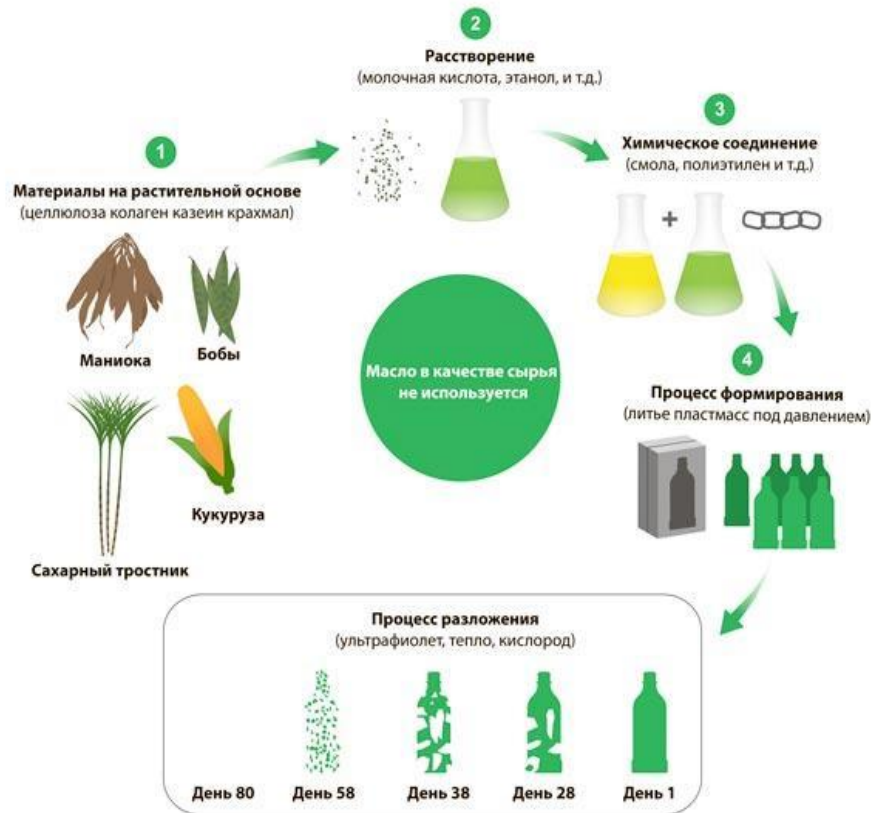 1
Материалы на растительной основе
(целлюлоза колаген казеин крахмал)
Маниока
Бобы
Сахарный тростник
Кукуруза
2
Расстворение
(молочная кислота, этанол, и т.д.)
3
Химическое соединение
(смола, полиэтилен и т.д.)
+
4
Процесс формирования
(литье пластмасс под давлением)
Масло в качестве сырья
не используется
Процесс разложения
(ультрафиолет, тепло, кислород)
День 80
День 58
День 38
День 28
День 1